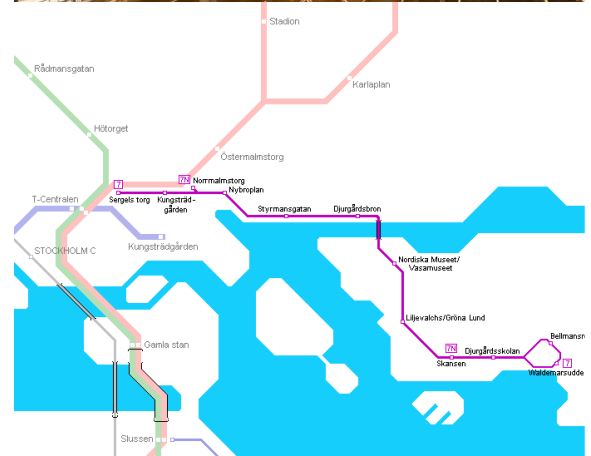 Stadion
Rådmansgatan
Karlaplan
Hötorget
Östermalmstorg
7
7N
Norrmalmstorg
Nybroplan
T-Centralen
Sergels torg
Kungsträd-
gården
Styrmansgatan
Djurgårdsbron
Kungsträdgården
STOCKHOLM C
Nordiska Museet/
Vasamuseet
Liljevalchs/Gröna Lund
Gamla stan
7N
Skansen
Djurgårdsskolan
7
Waldemarsudde
Slussen